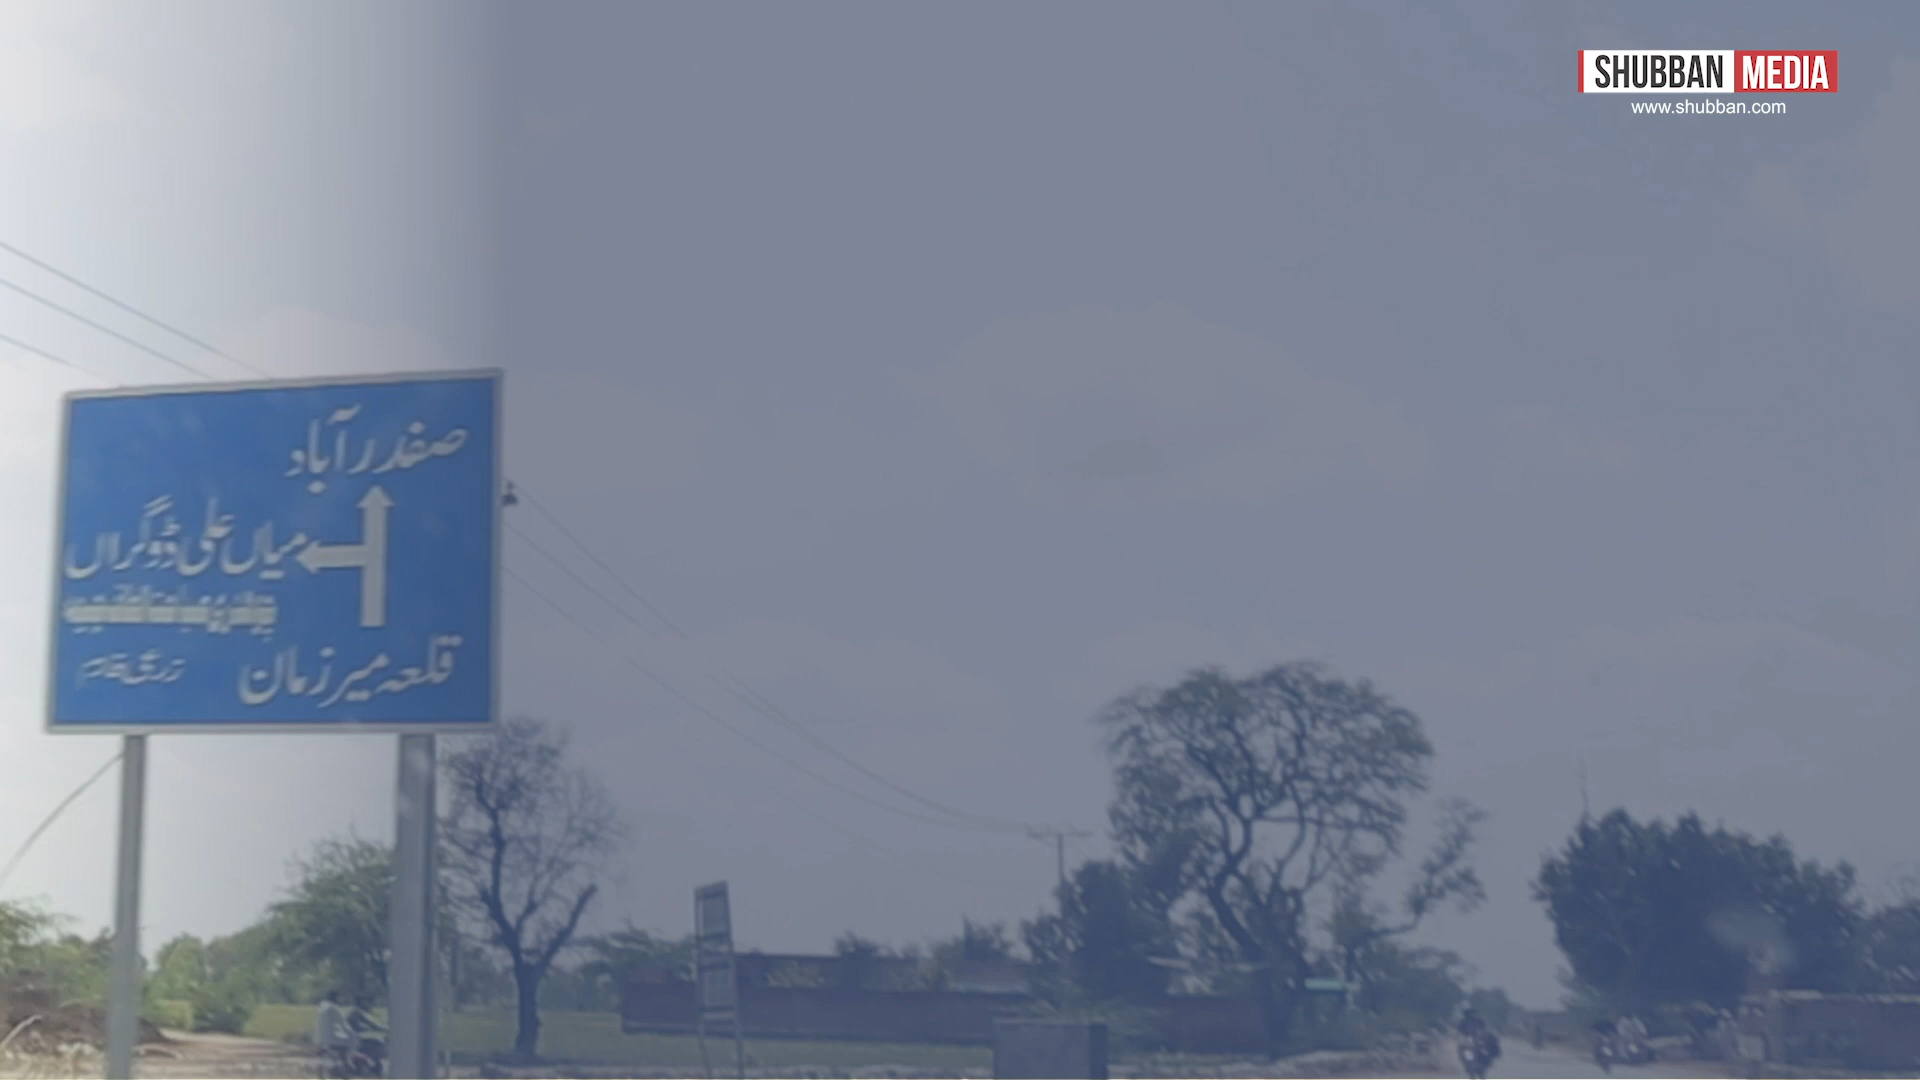 SHUBBAN MEDIA
www.shubban.com
صفدر آباد
میاں علی ڈوگراں
قلعہ میر زمان